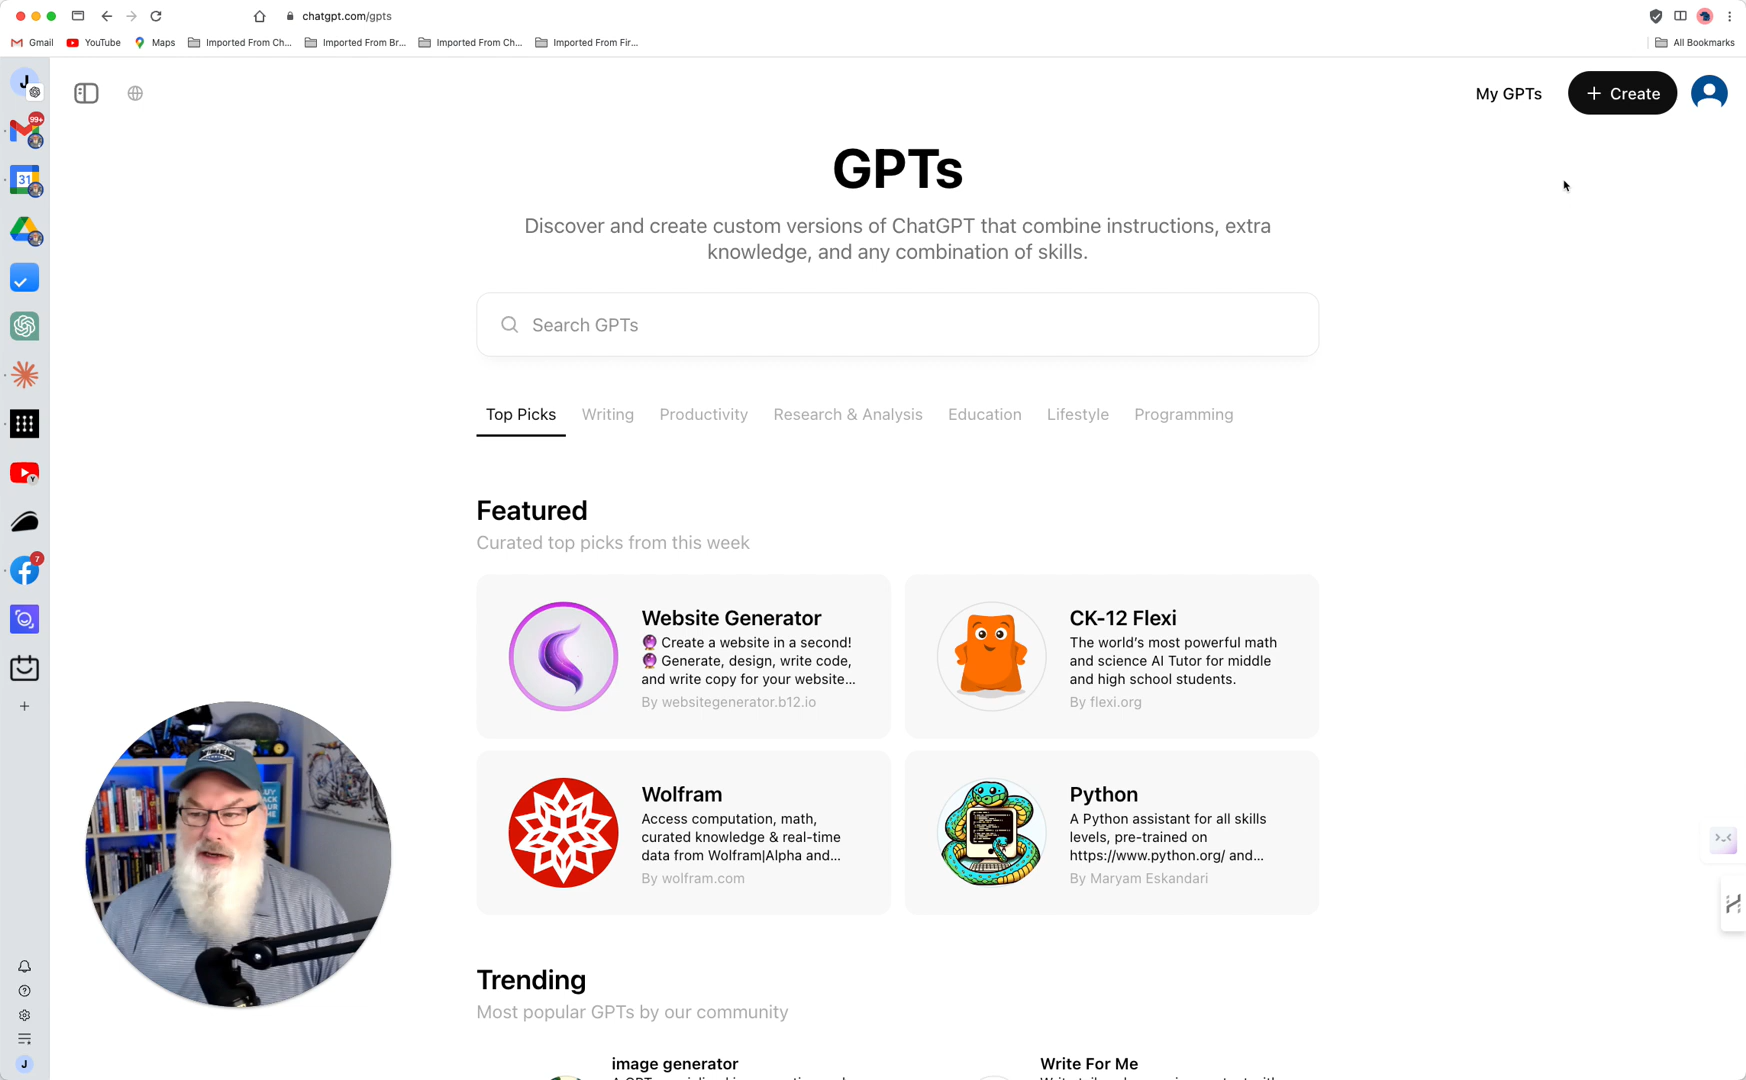 chatgpt.com/gpts
Gmail
YouTube
Maps
Imported From Ch...
Imported From Br...
Imported From Ch...
Imported From Fir...
All Bookmarks
J
99+
31
7
J
My GPTs
+ Create
GPTs
Discover and create custom versions of ChatGPT that combine instructions, extra
knowledge, and any combination of skills.
Search GPTs
Top Picks
Writing
Productivity
Research & Analysis
Education
Lifestyle
Programming
Featured
Curated top picks from this week
Website Generator
🔮 Create a website in a second!
🔮 Generate, design, write code,
and write copy for your website...
By websitegenerator.b12.io
CK-12 Flexi
The world's most powerful math
and science AI Tutor for middle
and high school students.
By flexi.org
Wolfram
Access computation, math,
curated knowledge & real-time
data from Wolfram|Alpha and...
By wolfram.com
Python
A Python assistant for all skills
levels, pre-trained on
https://www.python.org/ and...
By Maryam Eskandari
Trending
Most popular GPTs by our community
image generator
Write For Me